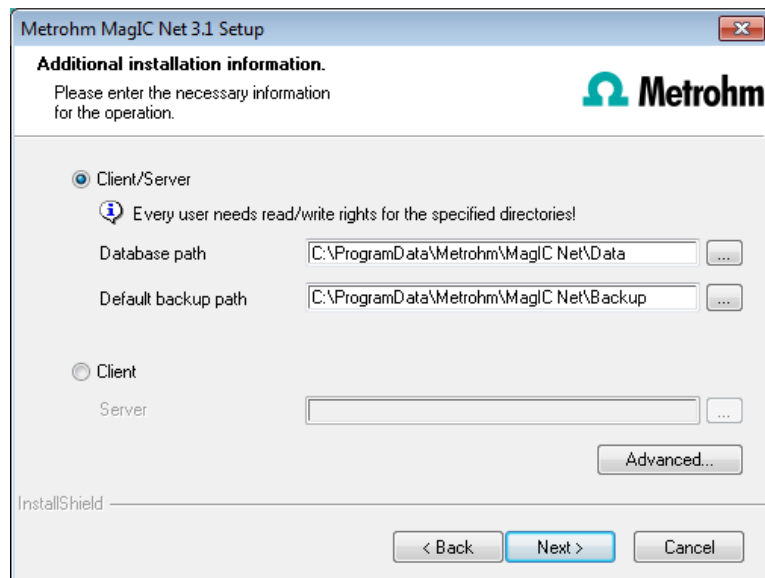 Metrohm MagIC Net 3.1 Setup
Additional installation information.
Please enter the necessary information
for the operation.
Metrohm
Client/Server
Every user needs read/write rights for the specified directories!
Database path C:\ProgramData\Metrohm\MagIC Net\Data ...
Default backup path C:\ProgramData\Metrohm\MagIC Net\Backup ...
Client
Server ...
Advanced...
InstallShield
< Back Next > Cancel